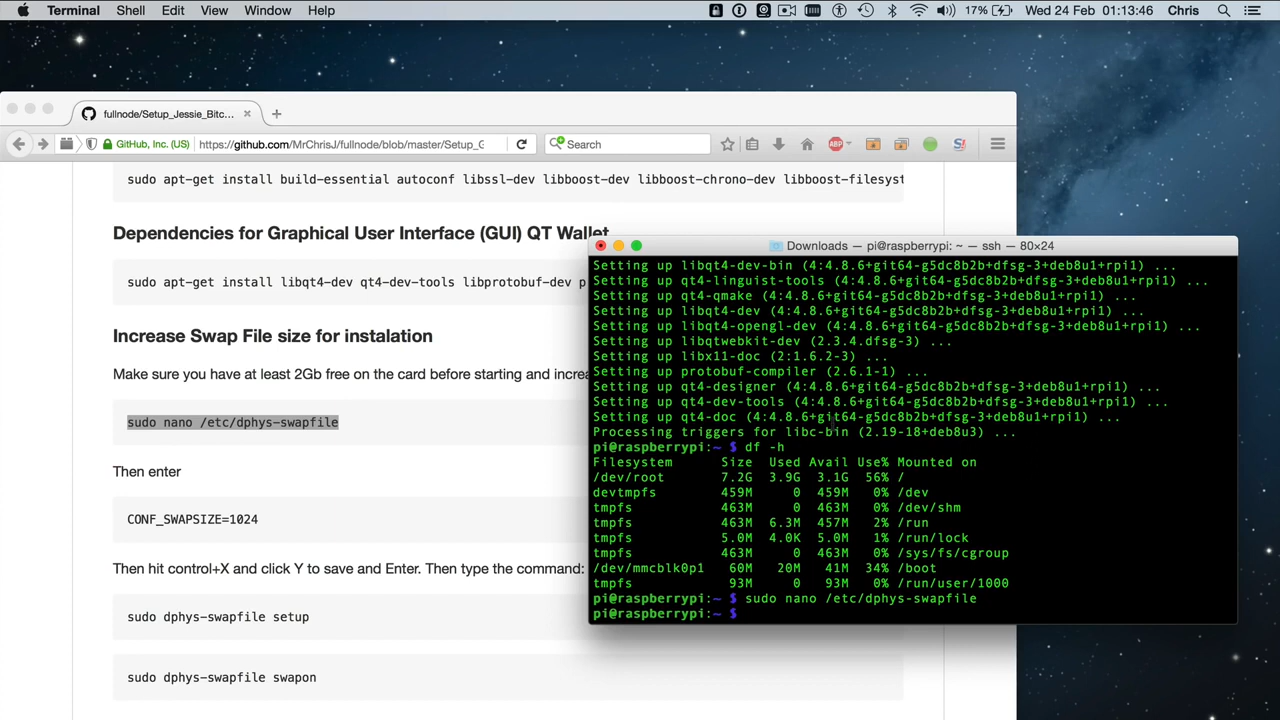 Terminal Shell Edit View Window Help 17% Wed 24 Feb 01:13:46 Chris
fullnode/Setup_Jessie_Bitc...
GitHub, Inc. (US) https://github.com/MrChrisJ/fullnode/blob/master/Setup_G Search ABP
sudo apt-get install build-essential autoconf libssl-dev libboost-dev libboost-chrono-dev libboost-filesyst
Dependencies for Graphical User Interface (GUI) QT Wallet
sudo apt-get install libqt4-dev qt4-dev-tools libprotobuf-dev p
Increase Swap File size for instalation
Make sure you have at least 2Gb free on the card before starting and increa
sudo nano /etc/dphys-swapfile
Then enter
CONF_SWAPSIZE=1024
Then hit control+X and click Y to save and Enter. Then type the command:
sudo dphys-swapfile setup
sudo dphys-swapfile swapon
Downloads — pi@raspberrypi: ~ — ssh — 80×24
Setting up libqt4-dev-bin (4:4.8.6+git64-g5dc8b2b+dfsg-3+deb8u1+rpi1) ...
Setting up qt4-linguist-tools (4:4.8.6+git64-g5dc8b2b+dfsg-3+deb8u1+rpi1) ...
Setting up qt4-qmake (4:4.8.6+git64-g5dc8b2b+dfsg-3+deb8u1+rpi1) ...
Setting up libqt4-dev (4:4.8.6+git64-g5dc8b2b+dfsg-3+deb8u1+rpi1) ...
Setting up libqt4-opengl-dev (4:4.8.6+git64-g5dc8b2b+dfsg-3+deb8u1+rpi1) ...
Setting up libqtwebkit-dev (2.3.4.dfsg-3) ...
Setting up libx11-doc (2:1.6.2-3) ...
Setting up protobuf-compiler (2.6.1-1) ...
Setting up qt4-designer (4:4.8.6+git64-g5dc8b2b+dfsg-3+deb8u1+rpi1) ...
Setting up qt4-dev-tools (4:4.8.6+git64-g5dc8b2b+dfsg-3+deb8u1+rpi1) ...
Setting up qt4-doc (4:4.8.6+git64-g5dc8b2b+dfsg-3+deb8u1+rpi1) ...
Processing triggers for libc-bin (2.19-18+deb8u3) ...
pi@raspberrypi:~ $ df -h
Filesystem Size Used Avail Use% Mounted on
/dev/root 7.2G 3.9G 3.1G 56% /
devtmpfs 459M 0 459M 0% /dev
tmpfs 463M 0 463M 0% /dev/shm
tmpfs 463M 6.3M 457M 2% /run
tmpfs 5.0M 4.0K 5.0M 1% /run/lock
tmpfs 463M 0 463M 0% /sys/fs/cgroup
/dev/mmcblk0p1 60M 20M 41M 34% /boot
tmpfs 93M 0 93M 0% /run/user/1000
pi@raspberrypi:~ $ sudo nano /etc/dphys-swapfile
pi@raspberrypi:~ $